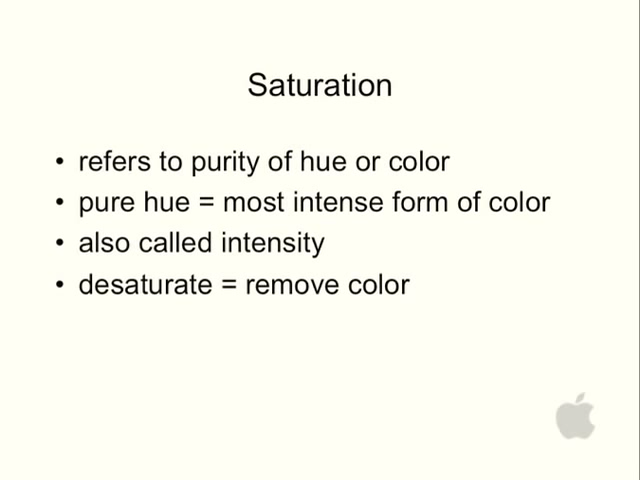 Saturation
• refers to purity of hue or color
• pure hue = most intense form of color
• also called intensity
• desaturate = remove color